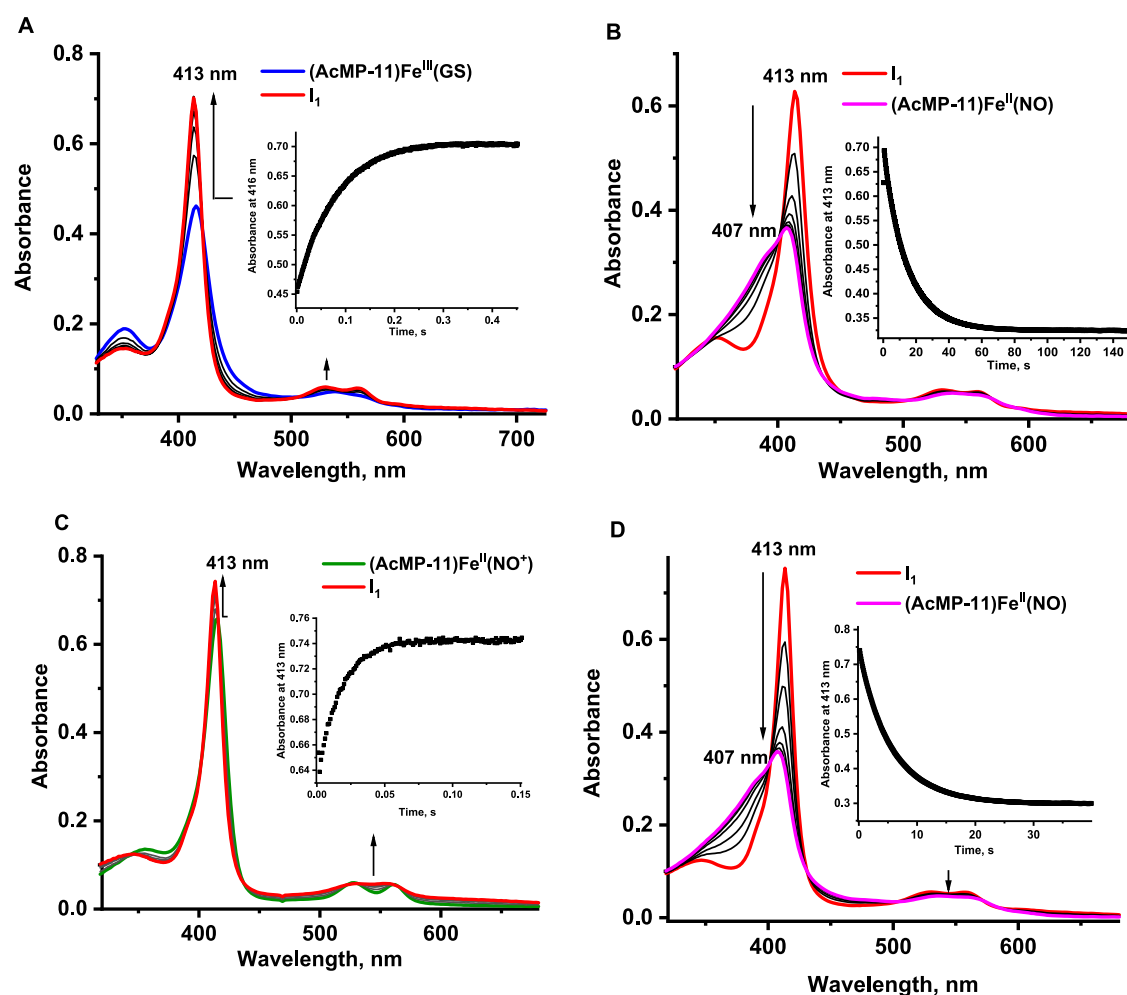 A
0.8
0.6
0.4
0.2
0.0
Absorbance
413 nm
(AcMP-11)Fe^III(GS)
I₁
0.70
0.65
0.60
0.55
0.50
0.45
Absorbance at 416 nm
0.0 0.1 0.2 0.3 0.4
Time, s
400 500 600 700
Wavelength, nm
B
0.6
0.4
0.2
0.0
Absorbance
413 nm
407 nm
I₁
(AcMP-11)Fe^II(NO)
0.70
0.65
0.60
0.55
0.50
0.45
0.40
0.35
Absorbance at 413 nm
0 20 40 60 80 100 120 140
Time, s
400 500 600
Wavelength, nm
C
0.8
0.6
0.4
0.2
0.0
Absorbance
413 nm
(AcMP-11)Fe^II(NO⁺)
I₁
0.76
0.74
0.72
0.70
0.68
0.66
0.64
Absorbance at 413 nm
0.00 0.05 0.10 0.15
Time, s
400 500 600
Wavelength, nm
D
0.8
0.6
0.4
0.2
0.0
Absorbance
413 nm
407 nm
I₁
(AcMP-11)Fe^II(NO)
0.8
0.7
0.6
0.5
0.4
0.3
Absorbance at 413 nm
0 10 20 30
Time, s
400 500 600
Wavelength, nm